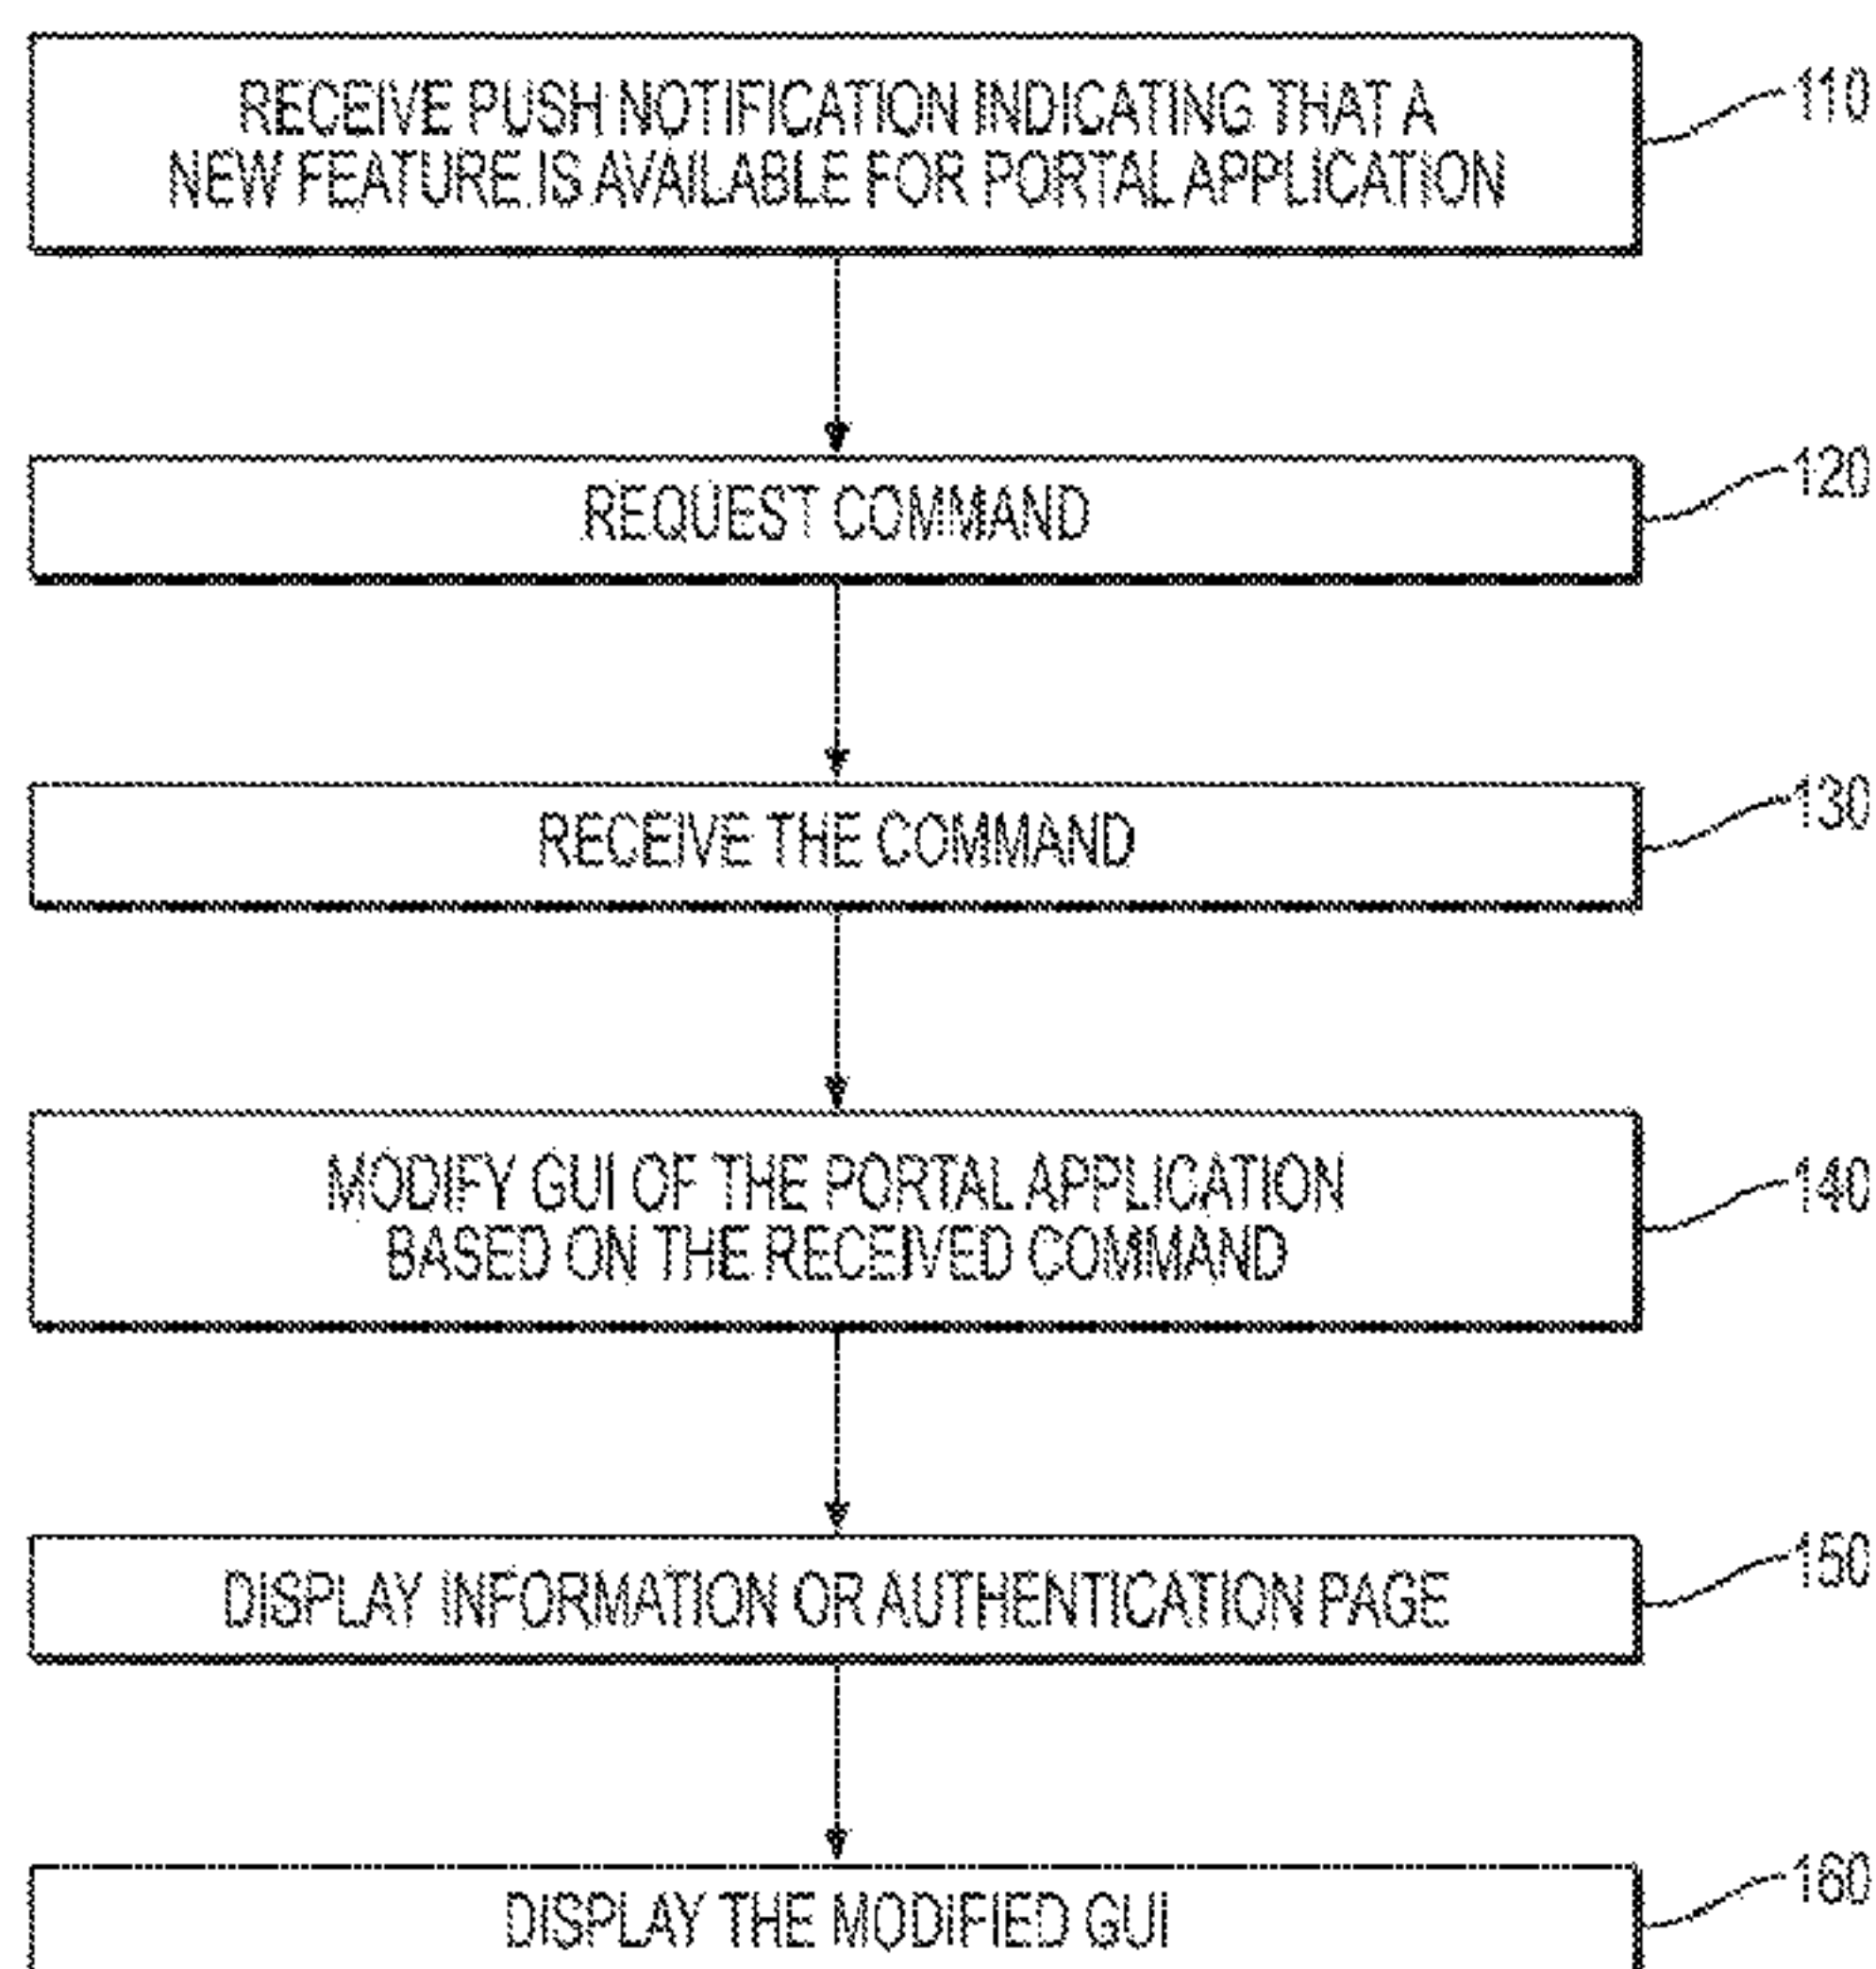 RECEIVE PUSH NOTIFICATION INDICATING THAT A
NEW FEATURE IS AVAILABLE FOR PORTAL APPLICATION
110
REQUEST COMMAND
120
RECEIVE THE COMMAND
130
MODIFY GUI OF THE PORTAL APPLICATION
BASED ON THE RECEIVED COMMAND
140
DISPLAY INFORMATION OR AUTHENTICATION PAGE
150
DISPLAY THE MODIFIED GUI
160